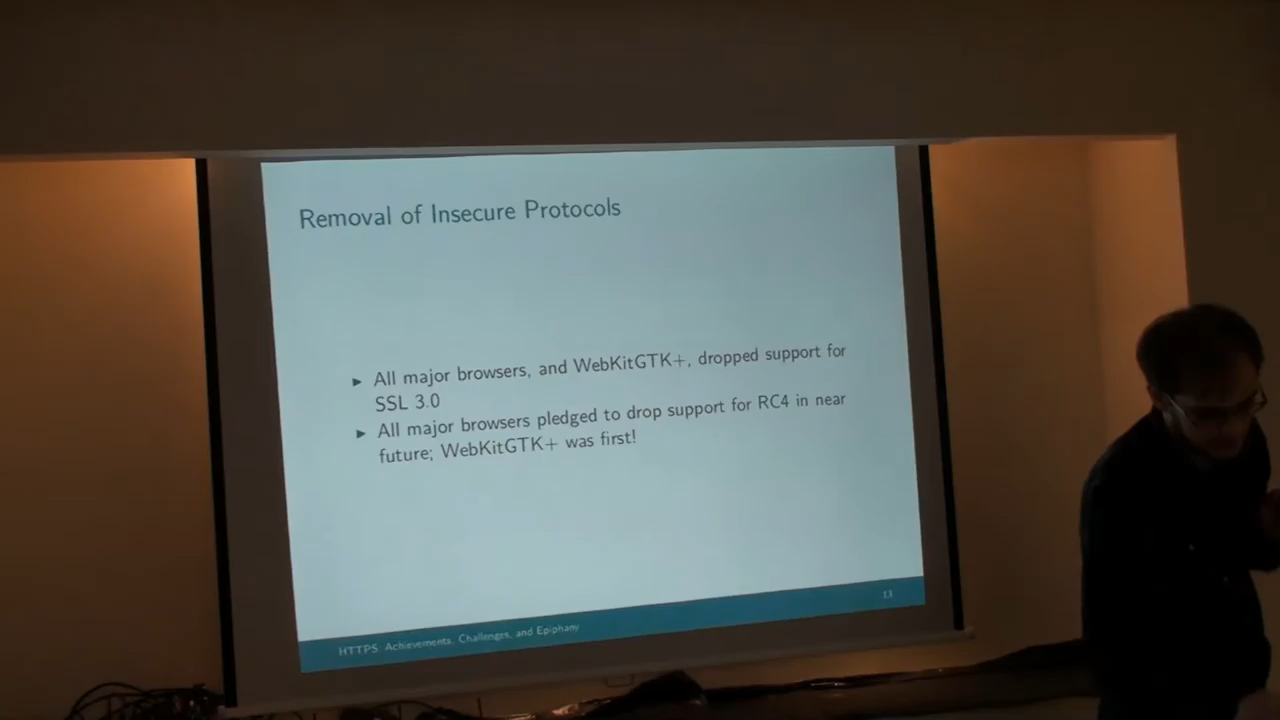 Removal of Insecure Protocols
► All major browsers, and WebKitGTK+, dropped support for
SSL 3.0
► All major browsers pledged to drop support for RC4 in near
future; WebKitGTK+ was first!
13
HTTPS: Achievements, Challenges, and Epiphany